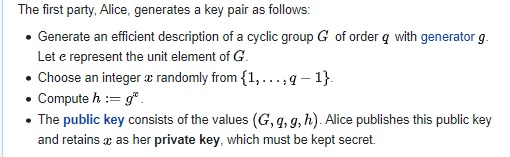 The first party, Alice, generates a key pair as follows:
• Generate an efficient description of a cyclic group G of order q with generator g.
Let e represent the unit element of G.
• Choose an integer x randomly from {1, . . . , q − 1}.
• Compute h := gˣ.
• The public key consists of the values (G, q, g, h). Alice publishes this public key
and retains x as her private key, which must be kept secret.